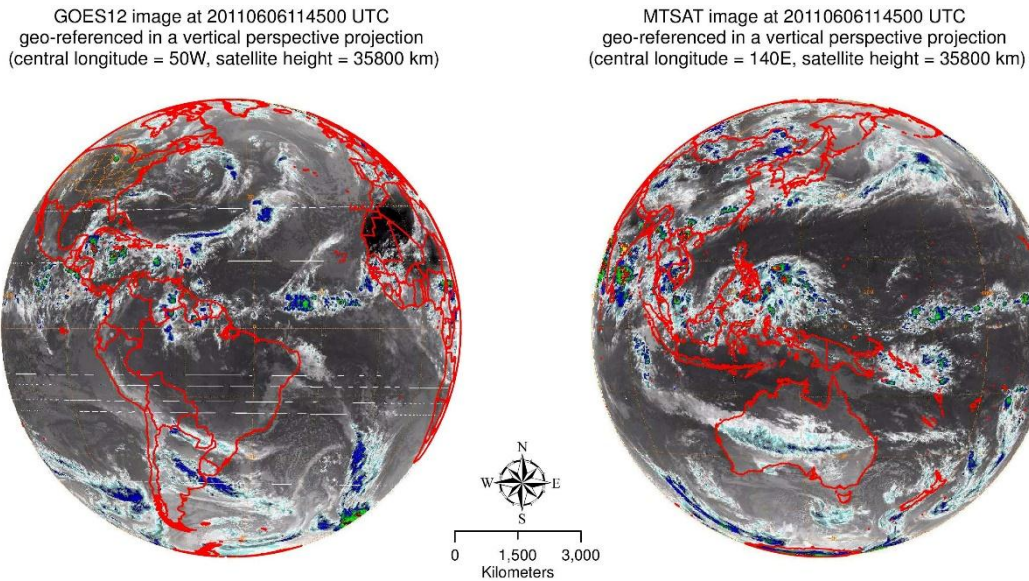 GOES12 image at 20110606114500 UTC
geo-referenced in a vertical perspective projection
(central longitude = 50W, satellite height = 35800 km)
MTSAT image at 20110606114500 UTC
geo-referenced in a vertical perspective projection
(central longitude = 140E, satellite height = 35800 km)
N
W
E
S
0
1,500
3,000
Kilometers